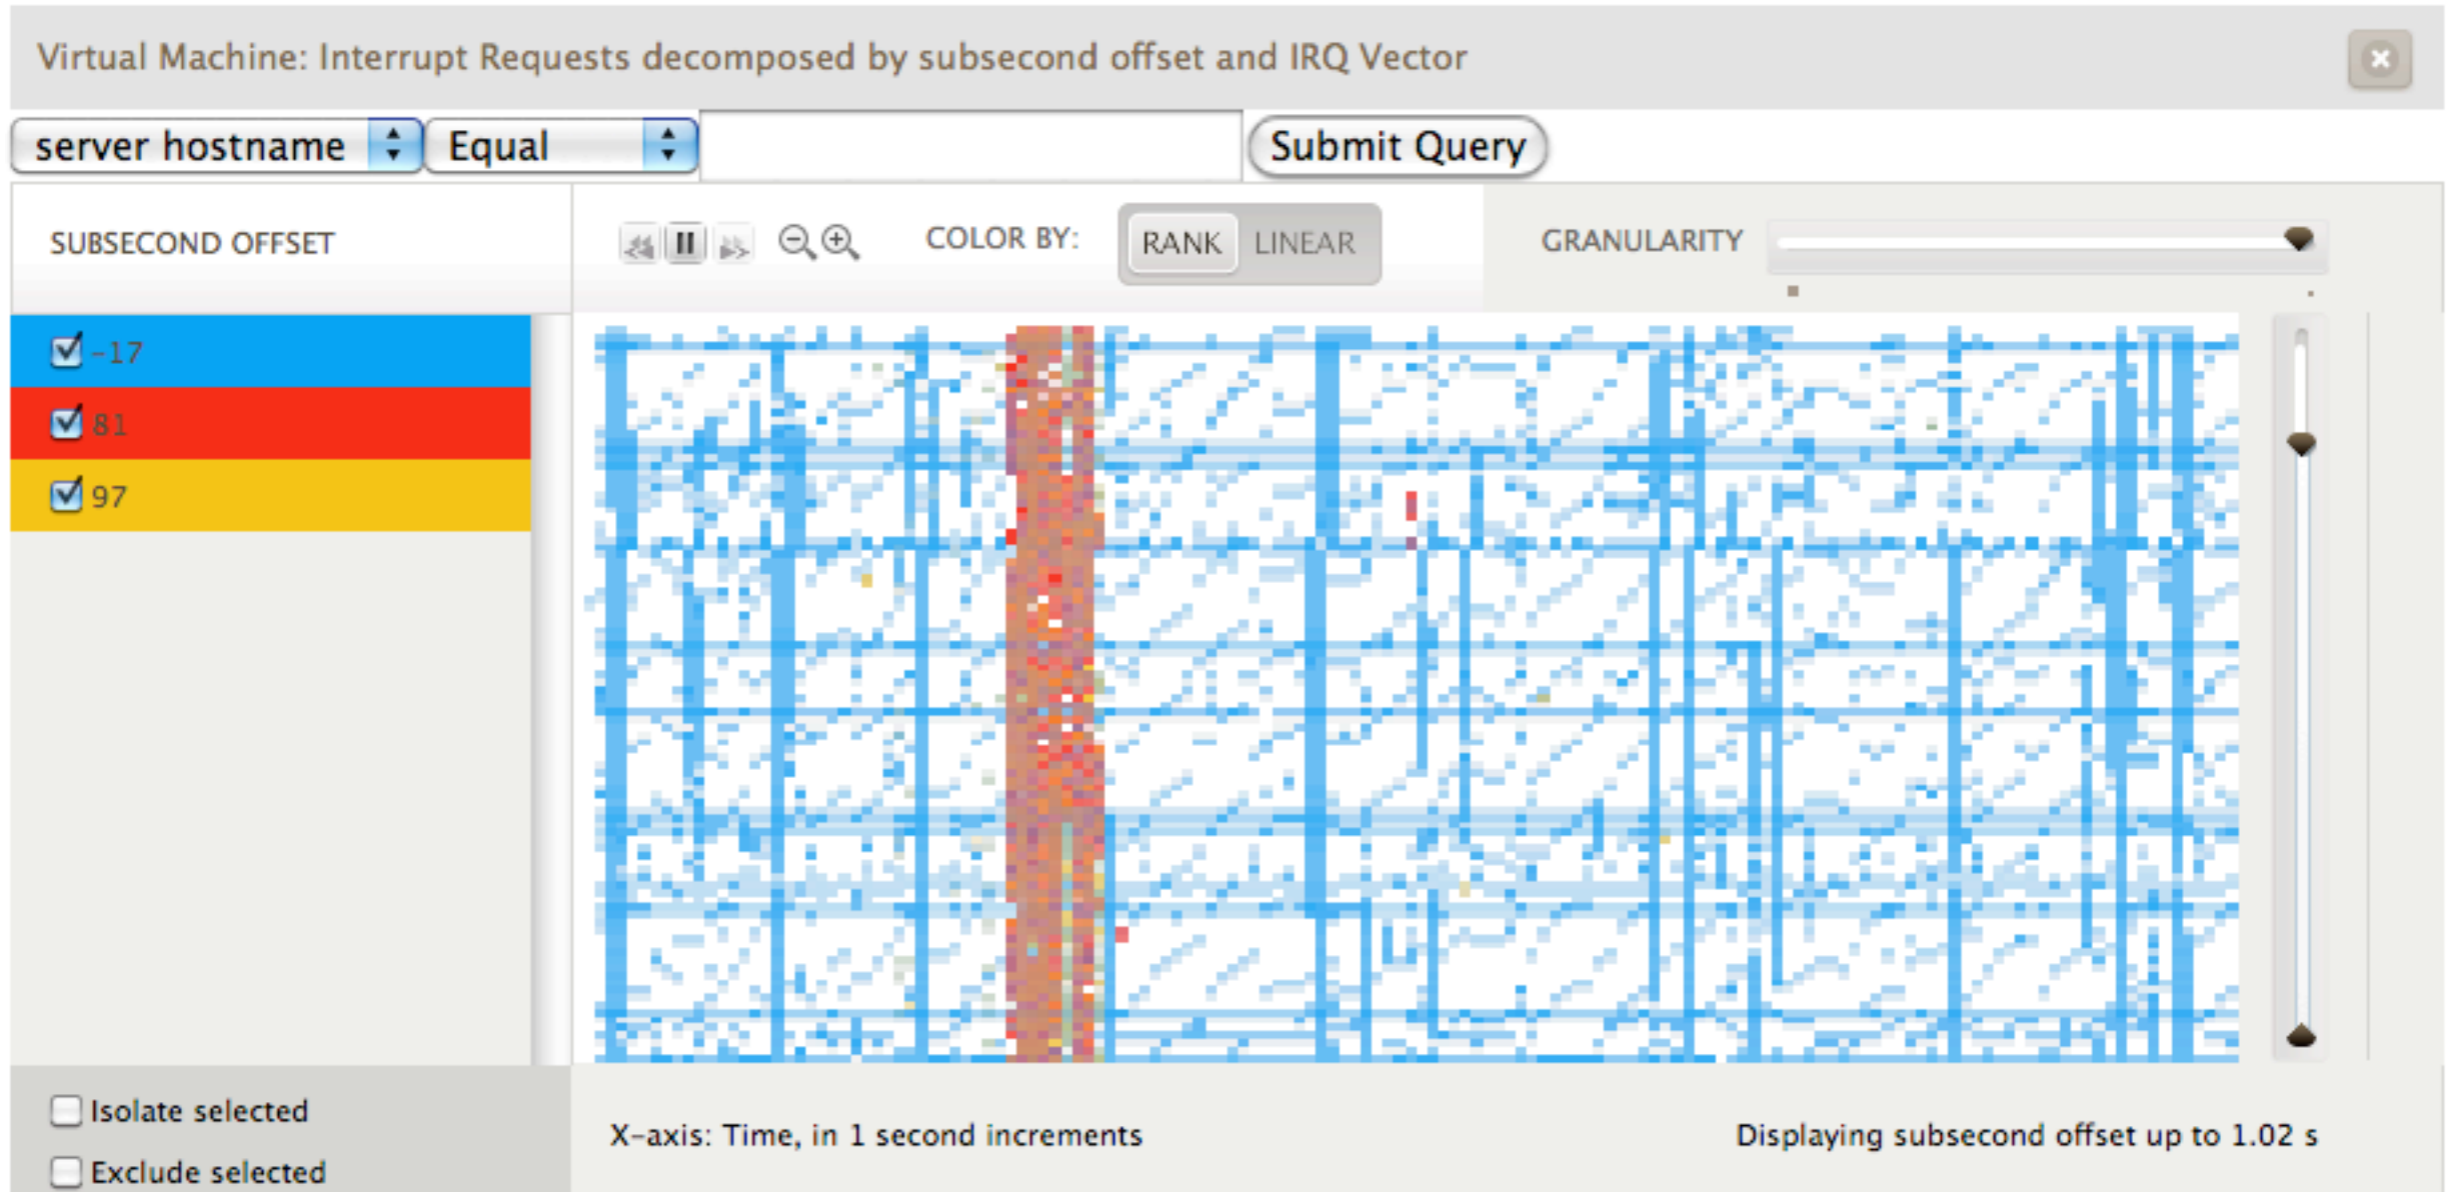 Virtual Machine: Interrupt Requests decomposed by subsecond offset and IRQ Vector
server hostname Equal Submit Query
SUBSECOND OFFSET COLOR BY: RANK LINEAR GRANULARITY
-17
81
97
Isolate selected
Exclude selected
X-axis: Time, in 1 second increments Displaying subsecond offset up to 1.02 s